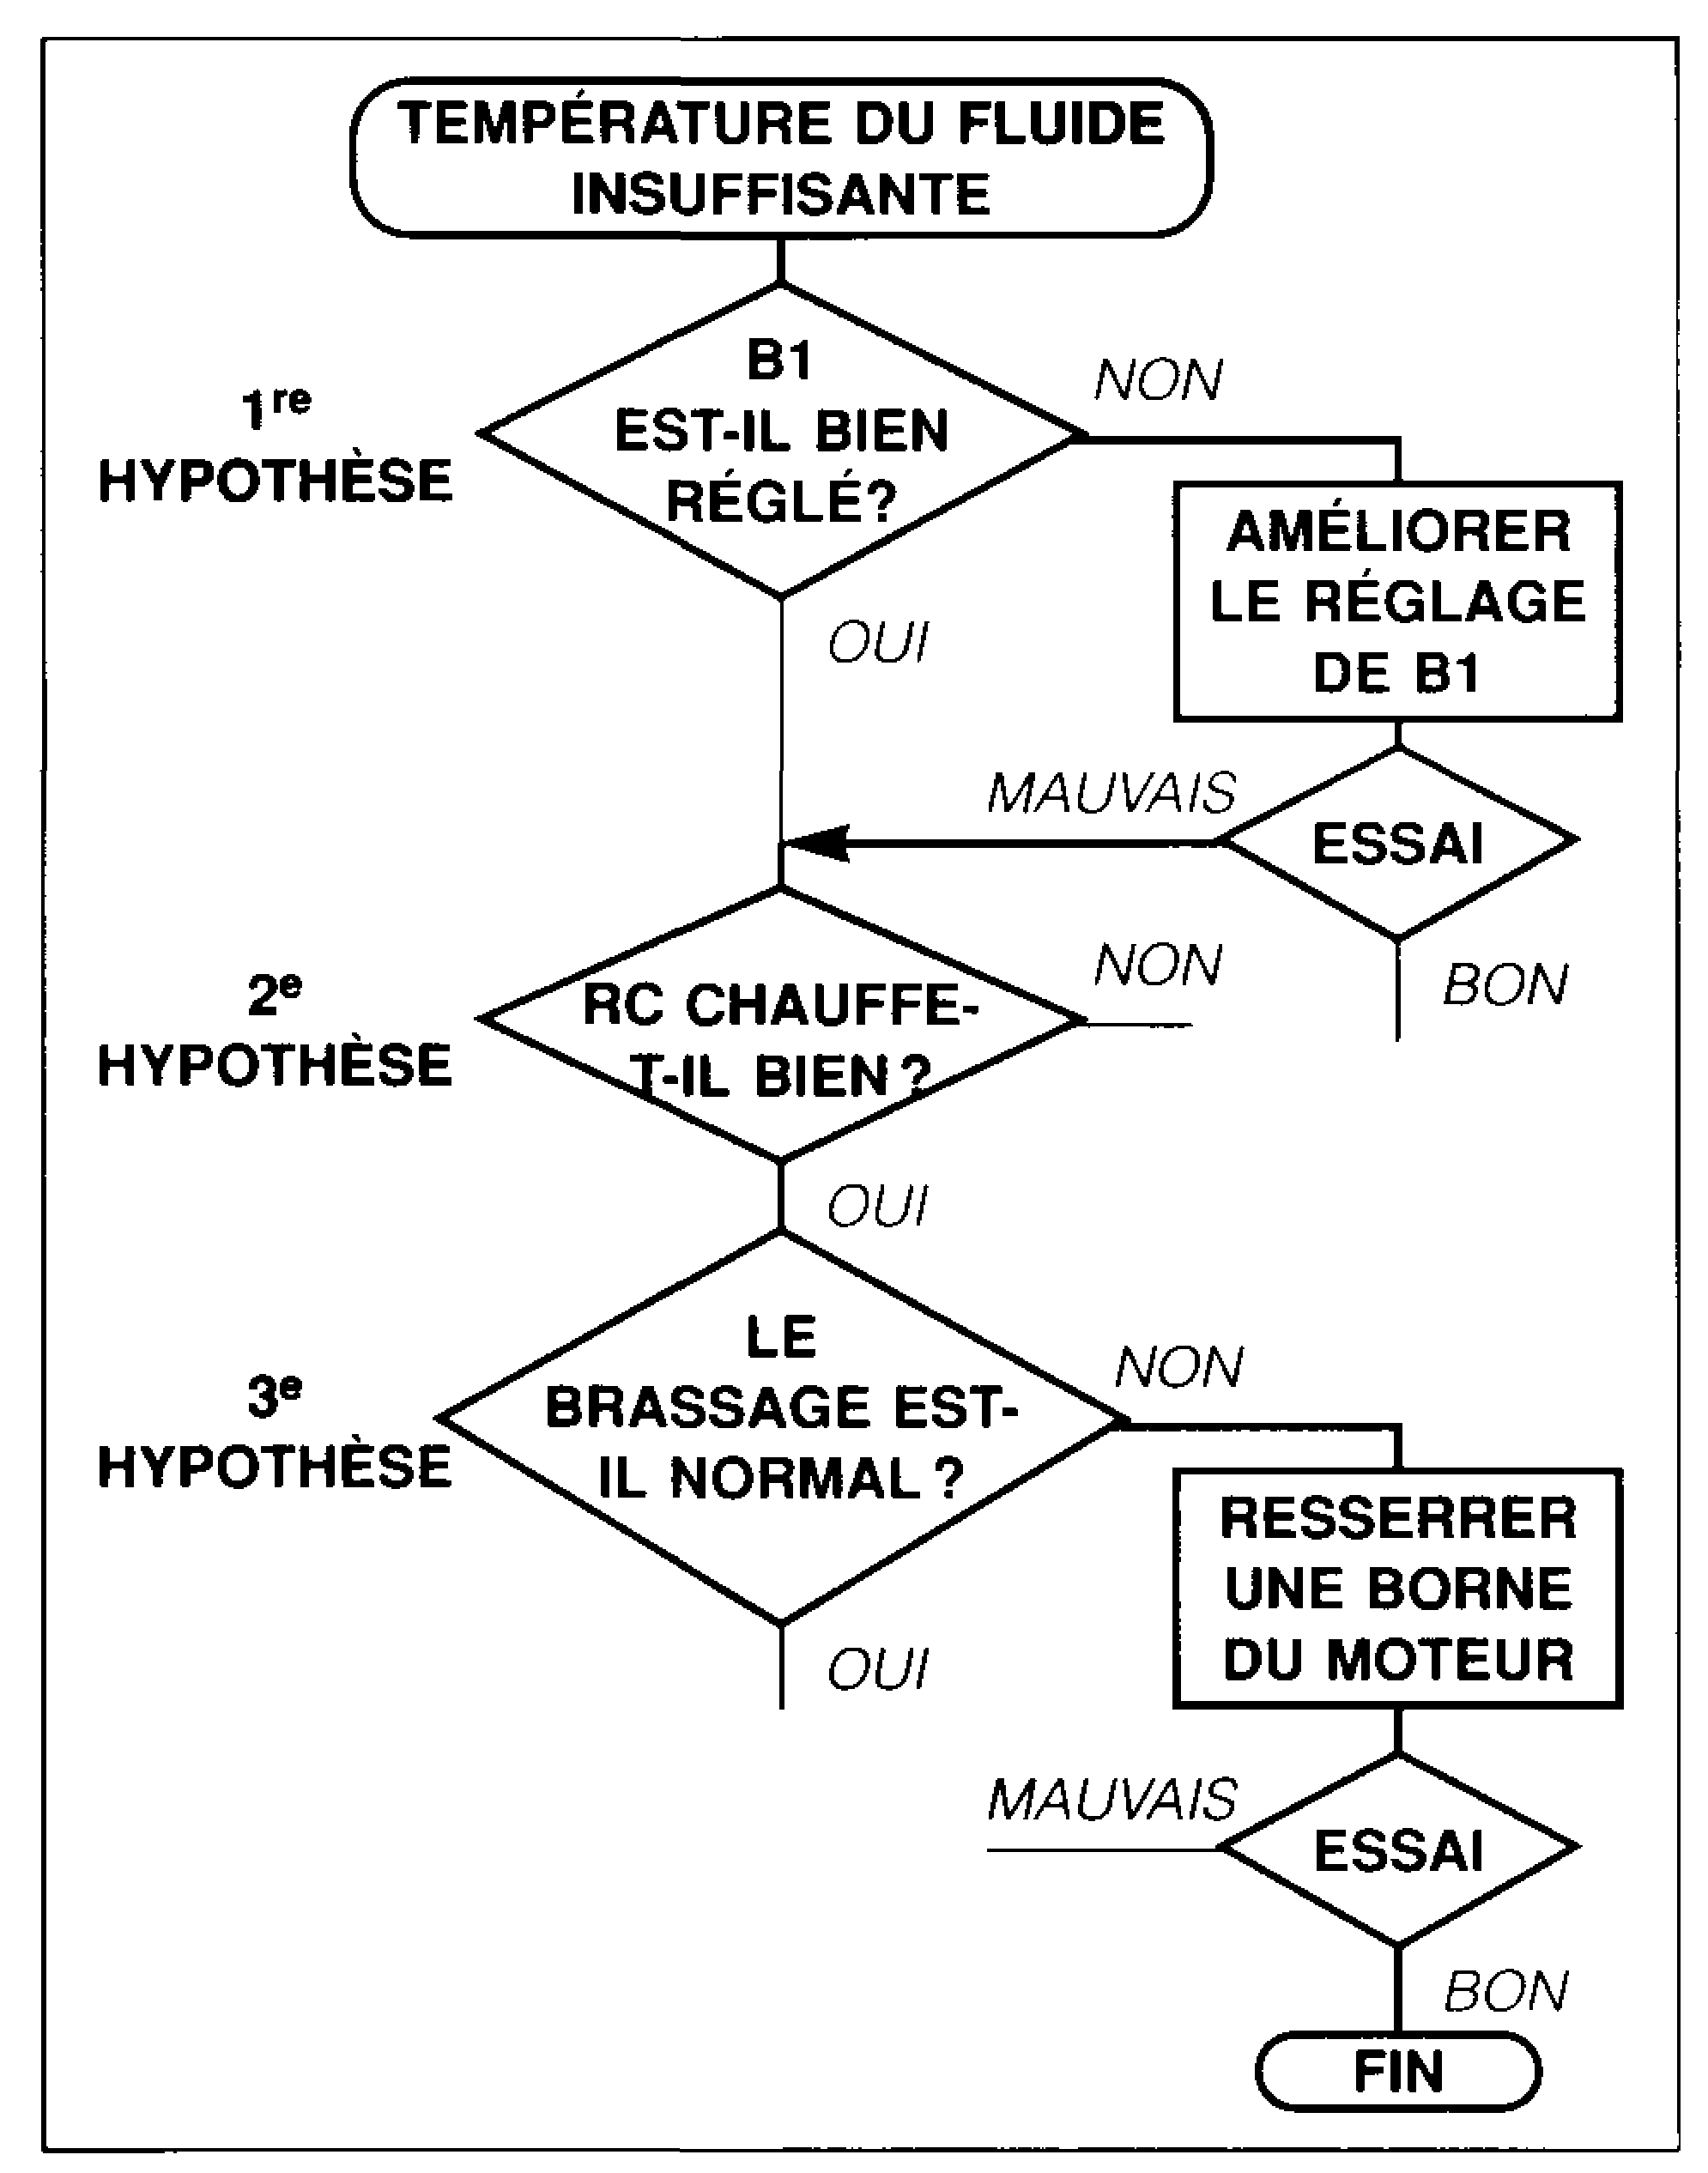 TEMPÉRATURE DU FLUIDE
INSUFFISANTE
1re
HYPOTHÈSE
B1
EST-IL BIEN
RÉGLÉ?
NON
OUI
AMÉLIORER
LE RÉGLAGE
DE B1
MAUVAIS
ESSAI
BON
2e
HYPOTHÈSE
RC CHAUFFE-
T-IL BIEN ?
NON
OUI
3e
HYPOTHÈSE
LE
BRASSAGE EST-
IL NORMAL ?
NON
OUI
RESSERRER
UNE BORNE
DU MOTEUR
MAUVAIS
ESSAI
BON
FIN